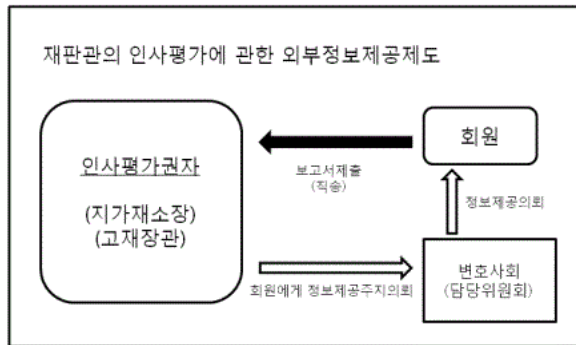 재판관의 인사평가에 관한 외부정보제공제도
인사평가권자
(지가재소장)
(고재장관)
회원
보고서제출
(직송)
정보제공의뢰
변호사회
(담당위원회)
회원에게 정보제공주지의뢰